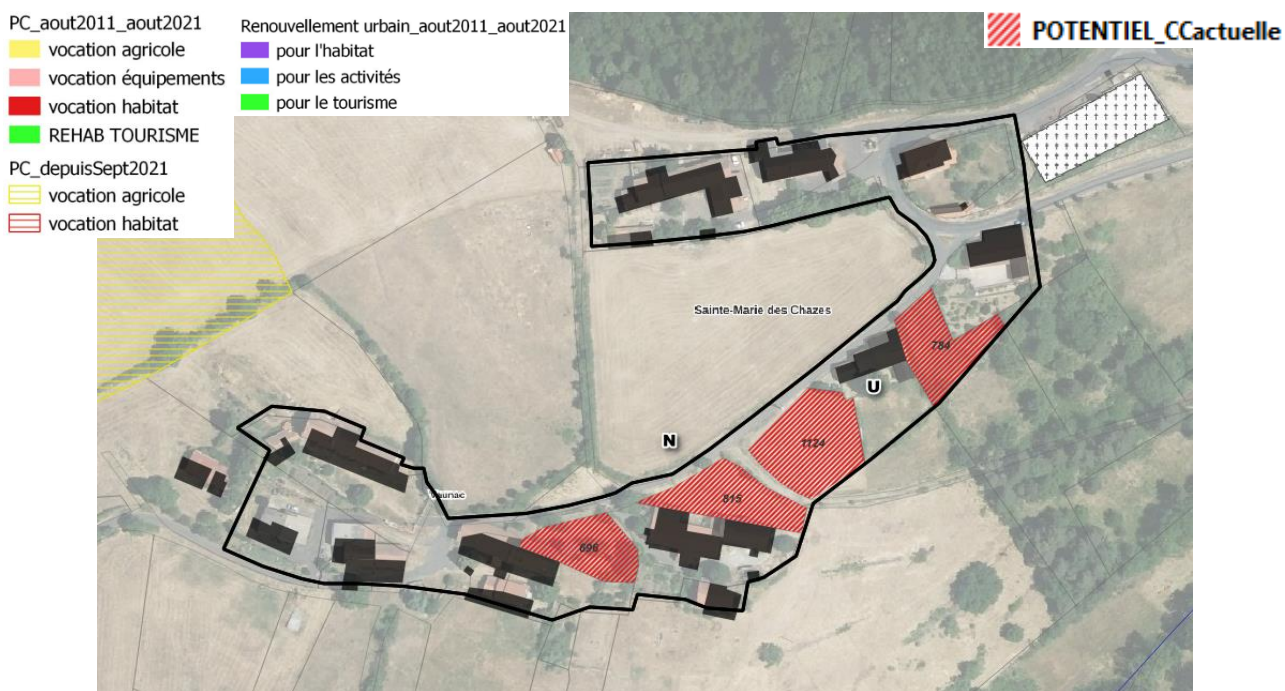 PC_aout2011_aout2021
vocation agricole
vocation équipements
vocation habitat
REHAB TOURISME
PC_depuisSept2021
vocation agricole
vocation habitat
Renouvellement urbain_aout2011_aout2021
pour l'habitat
pour les activités
pour le tourisme
POTENTIEL_CCactuelle
Sainte-Marie des Chazes
784
U
1124
N
815
696